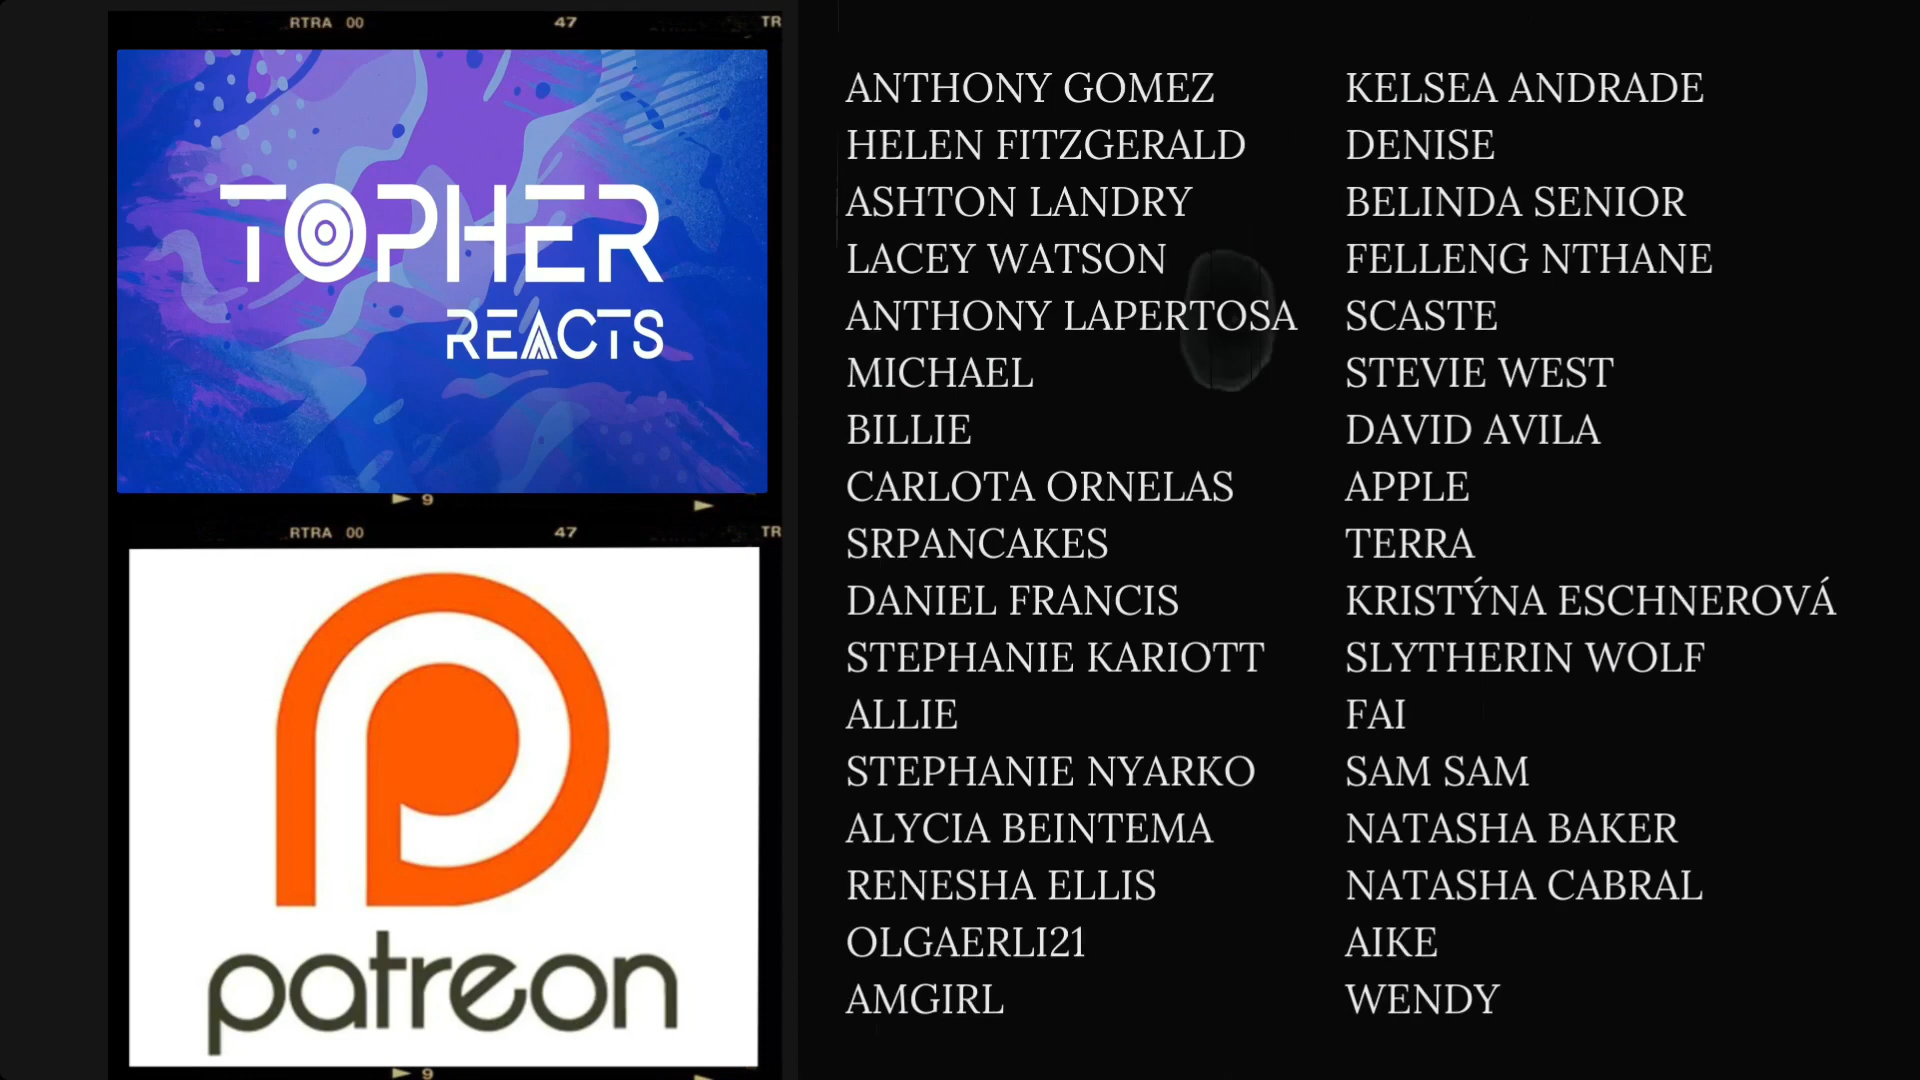 RTRA 00 47 TR
TOPHER
REACTS
9
RTRA 00 47 TR
patreon
9
ANTHONY GOMEZ
HELEN FITZGERALD
ASHTON LANDRY
LACEY WATSON
ANTHONY LAPERTOSA
MICHAEL
BILLIE
CARLOTA ORNELAS
SRPANCAKES
DANIEL FRANCIS
STEPHANIE KARIOTT
ALLIE
STEPHANIE NYARKO
ALYCIA BEINTEMA
RENESHA ELLIS
OLGAERLI21
AMGIRL
KELSEA ANDRADE
DENISE
BELINDA SENIOR
FELLENG NTHANE
SCASTE
STEVIE WEST
DAVID AVILA
APPLE
TERRA
KRISTÝNA ESCHNEROVÁ
SLYTHERIN WOLF
FAI
SAM SAM
NATASHA BAKER
NATASHA CABRAL
AIKE
WENDY